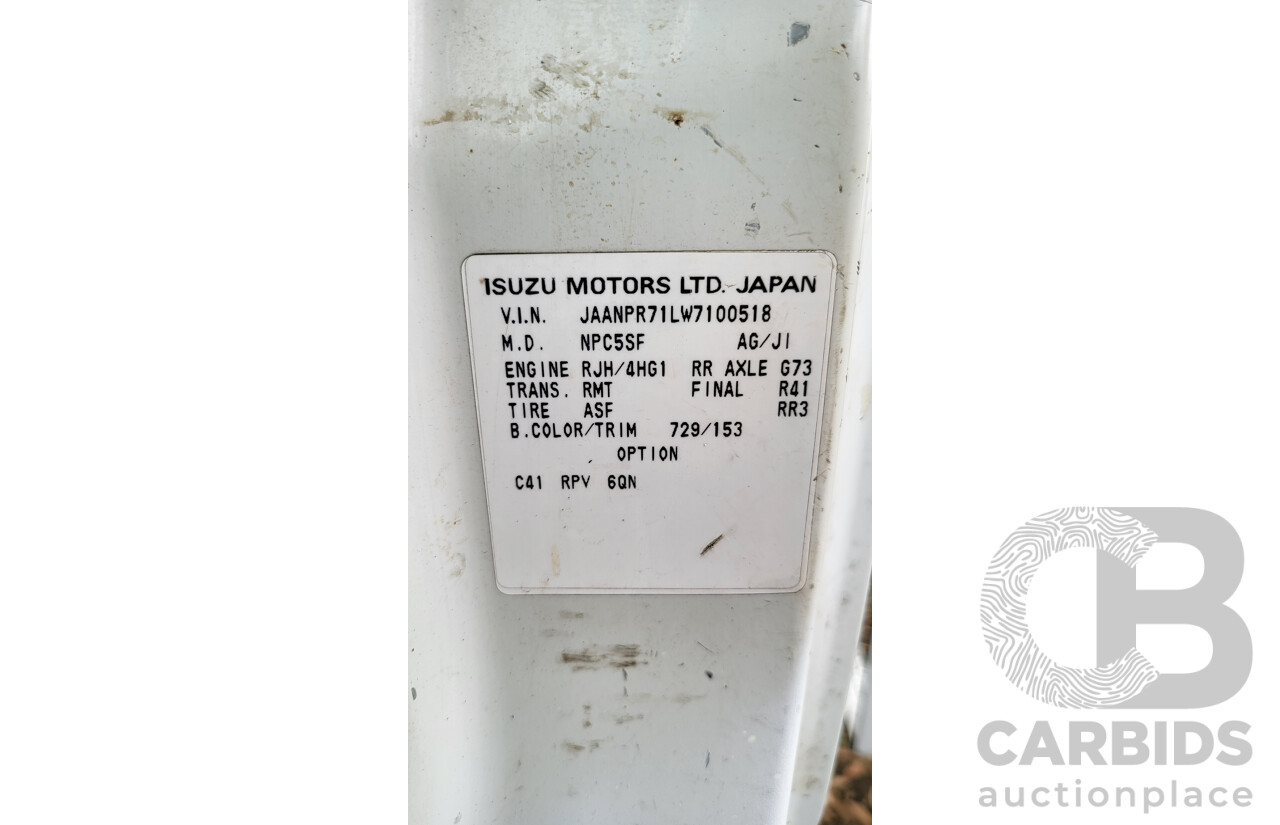 ISUZU MOTORS LTD. JAPAN
V.I.N. JAANPR71LW7100518
M.D. NPC5SF AG/JI
ENGINE RJH/4HG1 RR AXLE G73
TRANS. RMT FINAL R41
TIRE ASF RR3
B.COLOR/TRIM 729/153
OPTION
C41 RPV 6QN
CB
CARBIDS
auctionplace